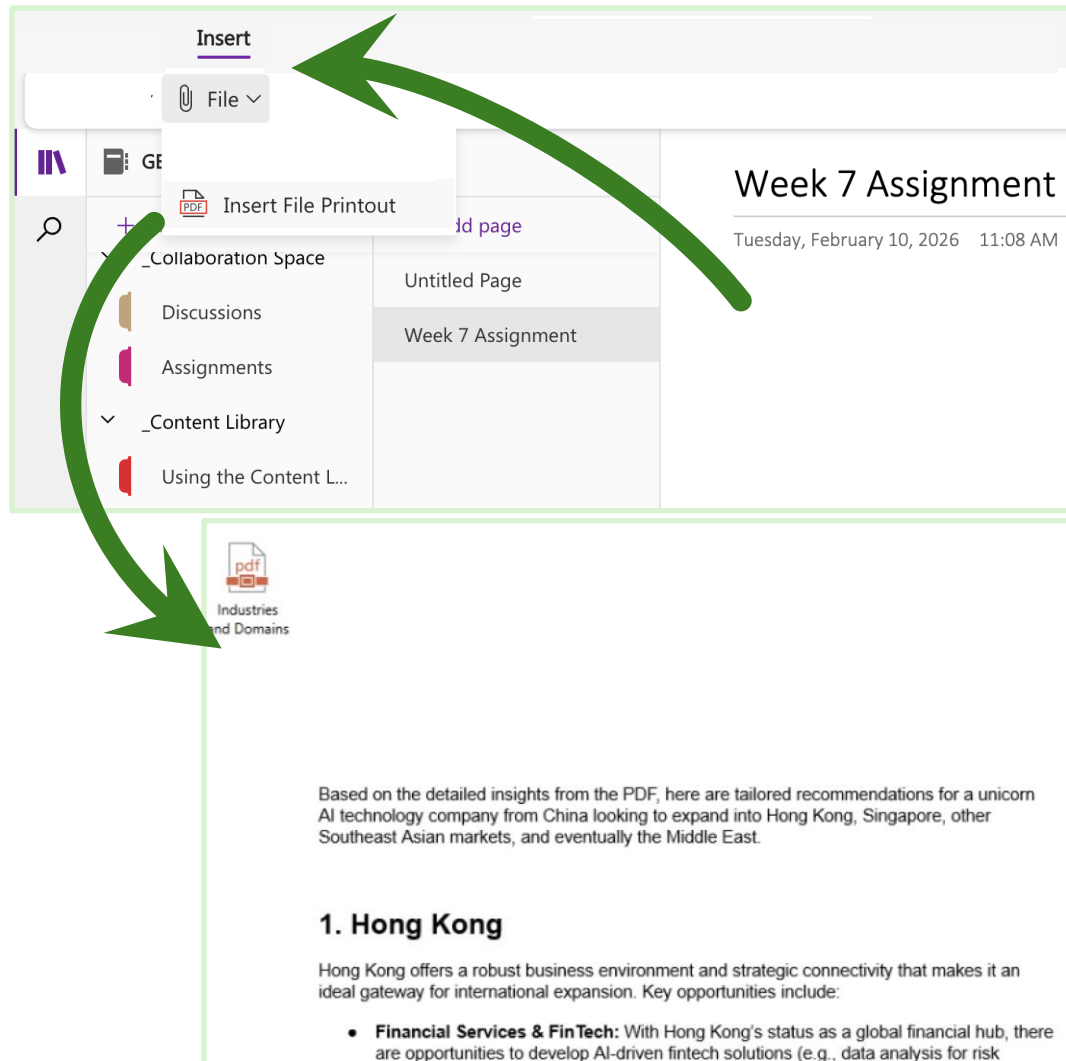 Insert
File
GE
Insert File Printout
dd page
_Collaboration Space
Discussions
Assignments
_Content Library
Using the Content L...
Untitled Page
Week 7 Assignment
Week 7 Assignment
Tuesday, February 10, 2026 11:08 AM
pdf
Industries
and Domains
Based on the detailed insights from the PDF, here are tailored recommendations for a unicorn
AI technology company from China looking to expand into Hong Kong, Singapore, other
Southeast Asian markets, and eventually the Middle East.
1. Hong Kong
Hong Kong offers a robust business environment and strategic connectivity that makes it an
ideal gateway for international expansion. Key opportunities include:
● Financial Services & FinTech: With Hong Kong's status as a global financial hub, there
are opportunities to develop AI-driven fintech solutions (e.g., data analysis for risk